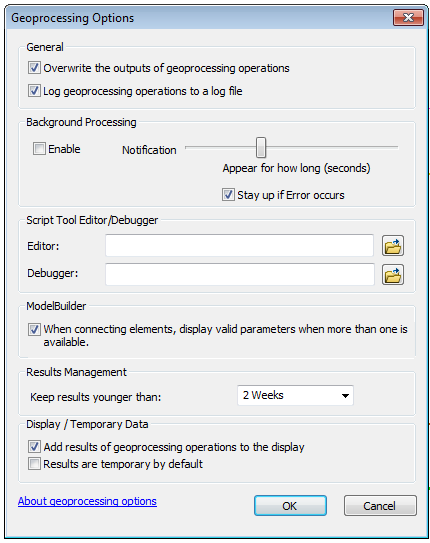 Geoprocessing Options
General
Overwrite the outputs of geoprocessing operations
Log geoprocessing operations to a log file
Background Processing
Enable
Notification
Appear for how long (seconds)
Stay up if Error occurs
Script Tool Editor/Debugger
Editor:
Debugger:
ModelBuilder
When connecting elements, display valid parameters when more than one is
available.
Results Management
Keep results younger than:
2 Weeks
Display / Temporary Data
Add results of geoprocessing operations to the display
Results are temporary by default
About geoprocessing options
OK
Cancel